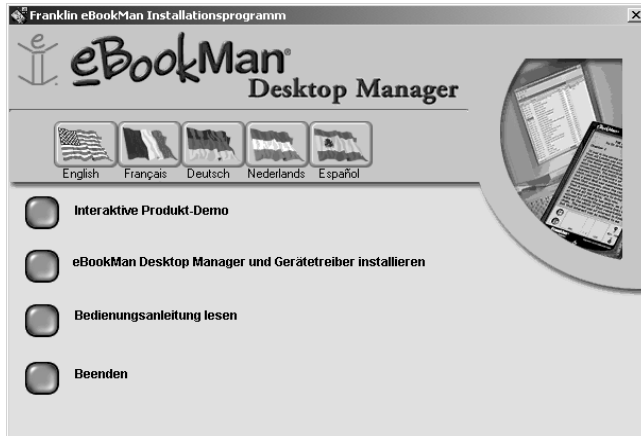 Franklin eBookMan Installationsprogramm
eBookMan®
Desktop Manager
English Français Deutsch Nederlands Español
Interaktive Produkt-Demo
eBookMan Desktop Manager und Gerätetreiber installieren
Bedienungsanleitung lesen
Beenden